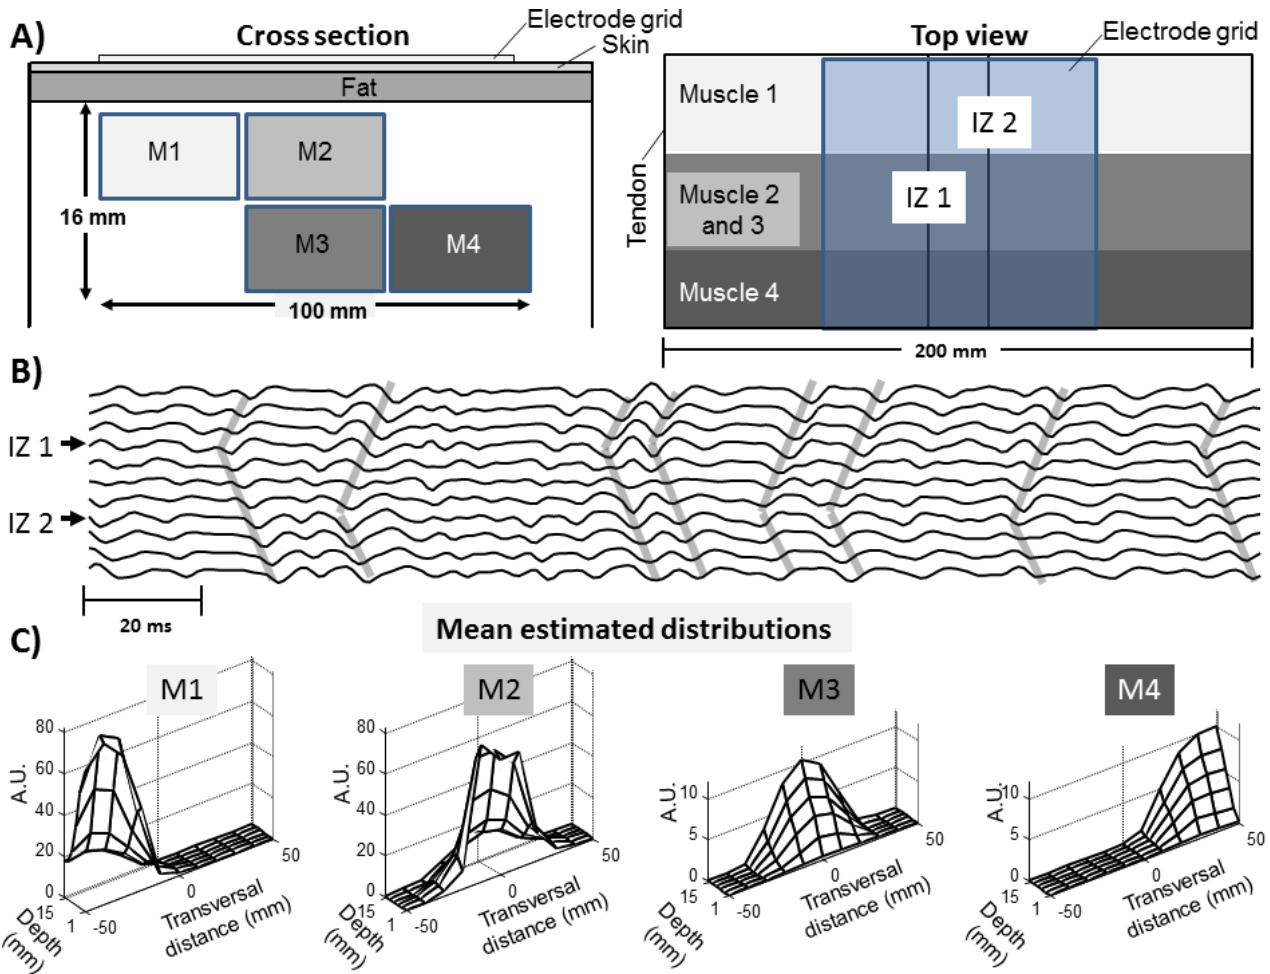 A)
Cross section
Electrode grid
Skin
Fat
M1
M2
M3
M4
16 mm
100 mm
Top view
Electrode grid
Muscle 1
IZ 2
Tendon
Muscle 2
and 3
IZ 1
Muscle 4
200 mm
B)
IZ 1
IZ 2
20 ms
C)
Mean estimated distributions
M1
80
60
40
20
0
A.U.
15
1
Depth
(mm)
-50
0
50
Transversal
distance (mm)
M2
80
60
40
20
0
A.U.
15
1
Depth
(mm)
-50
0
50
Transversal
distance (mm)
M3
10
5
0
A.U.
15
1
Depth
(mm)
-50
0
50
Transversal
distance (mm)
M4
10
5
0
A.U.
15
1
Depth
(mm)
-50
0
50
Transversal
distance (mm)